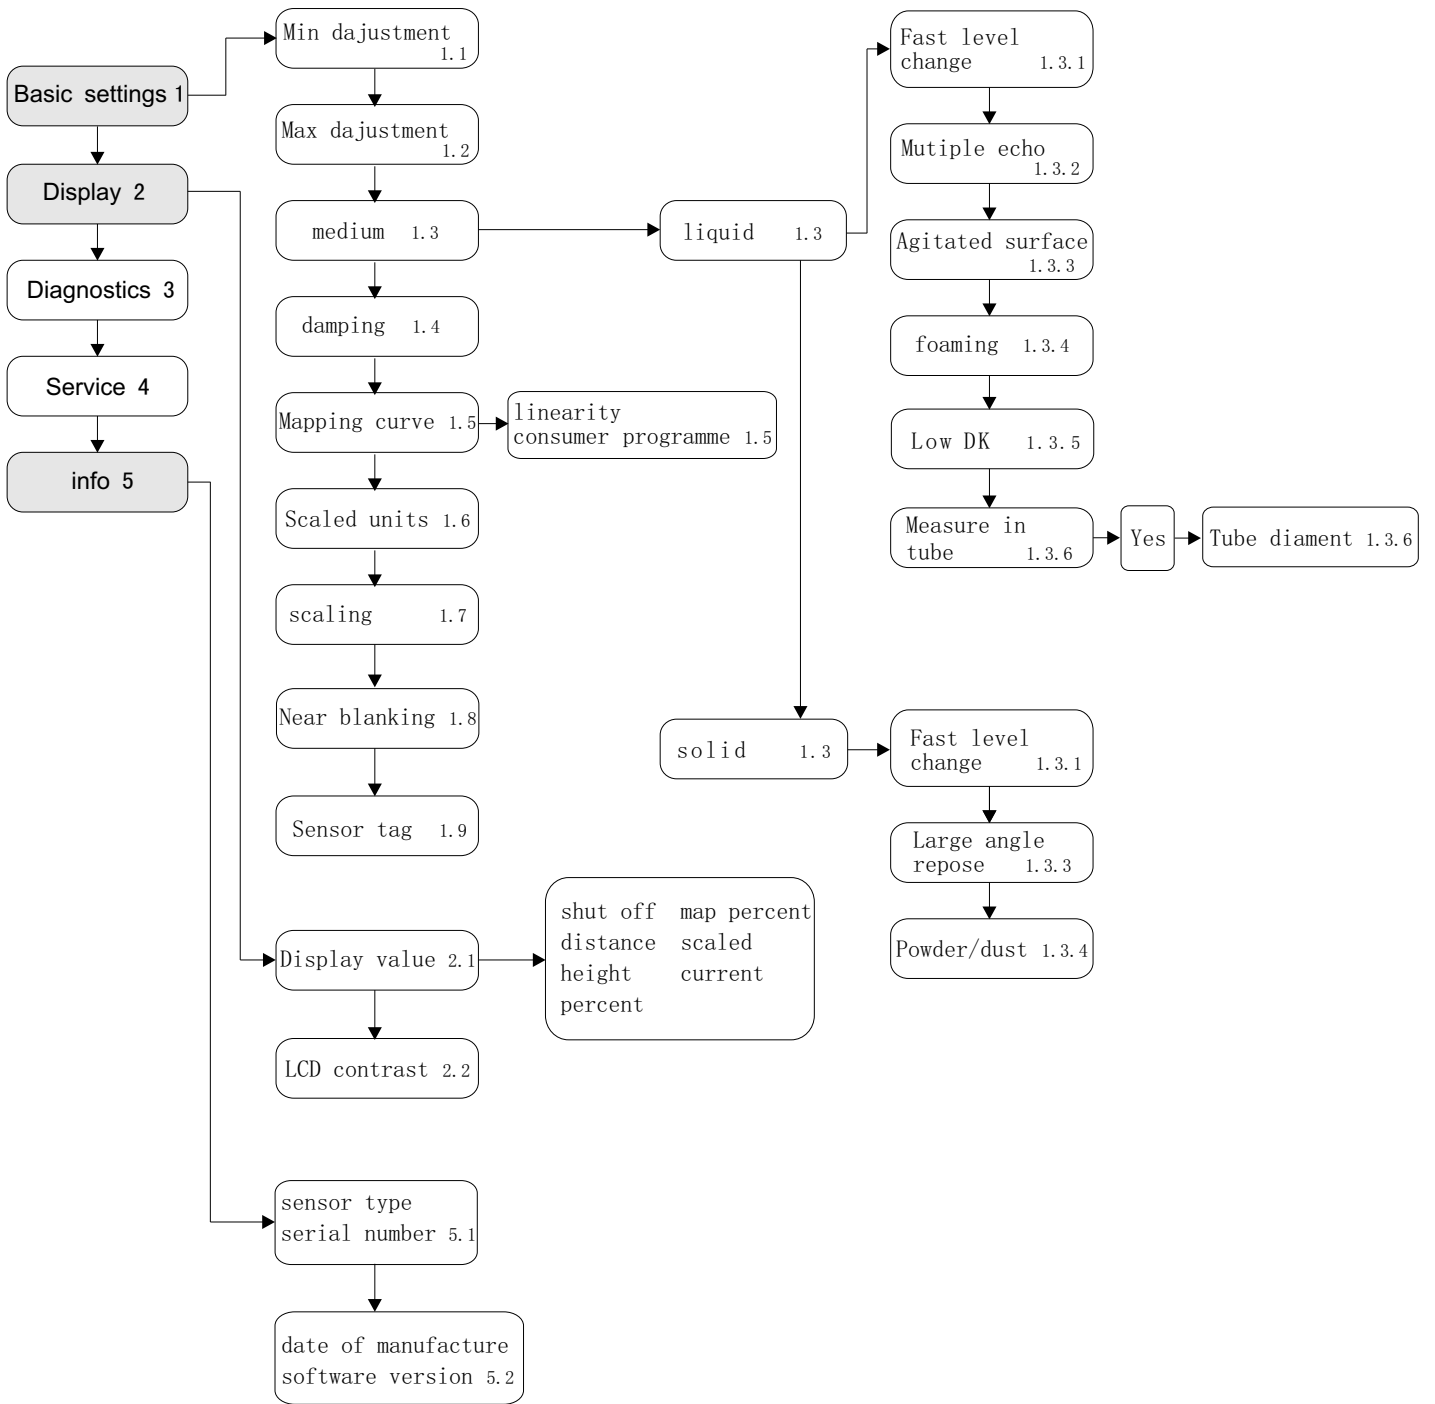 Basic settings 1
Display 2
Diagnostics 3
Service 4
info 5
Min dajustment
1.1
Max dajustment
1.2
medium 1.3
damping 1.4
Mapping curve 1.5
Scaled units 1.6
scaling 1.7
Near blanking 1.8
Sensor tag 1.9
linearity
consumer programme 1.5
liquid 1.3
solid 1.3
Fast level
change 1.3.1
Mutiple echo
1.3.2
Agitated surface
1.3.3
foaming 1.3.4
Low DK 1.3.5
Measure in
tube 1.3.6
Yes
Tube diament 1.3.6
Fast level
change 1.3.1
Large angle
repose 1.3.3
Powder/dust 1.3.4
Display value 2.1
shut off map percent
distance scaled
height current
percent
LCD contrast 2.2
sensor type
serial number 5.1
date of manufacture
software version 5.2